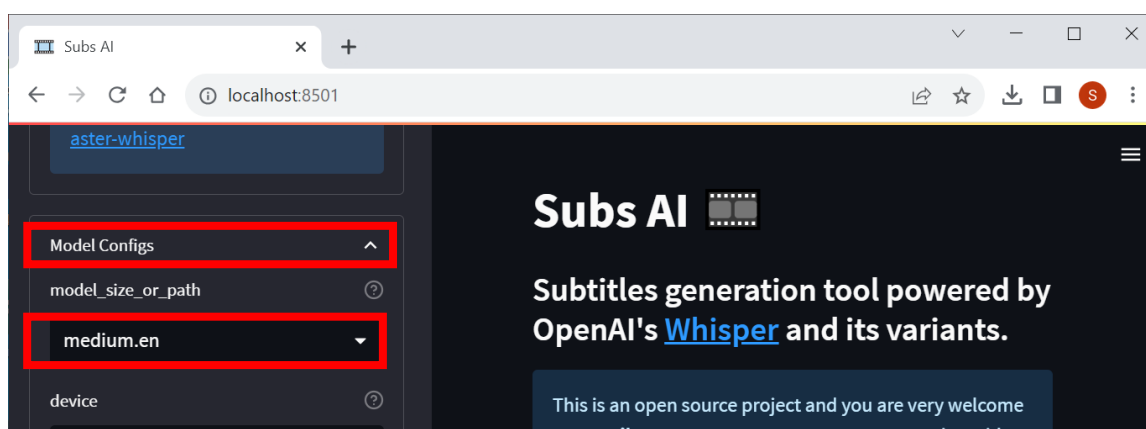 Subs AI
localhost:8501
S
aster-whisper
Model Configs
model_size_or_path
medium.en
device
Subs AI
Subtitles generation tool powered by
OpenAI's Whisper and its variants.
This is an open source project and you are very welcome